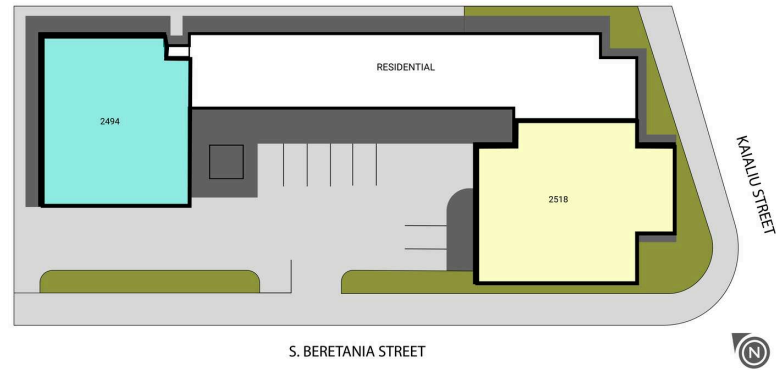 RESIDENTIAL
2494
2518
KAIALIU STREET
S. BERETANIA STREET
N